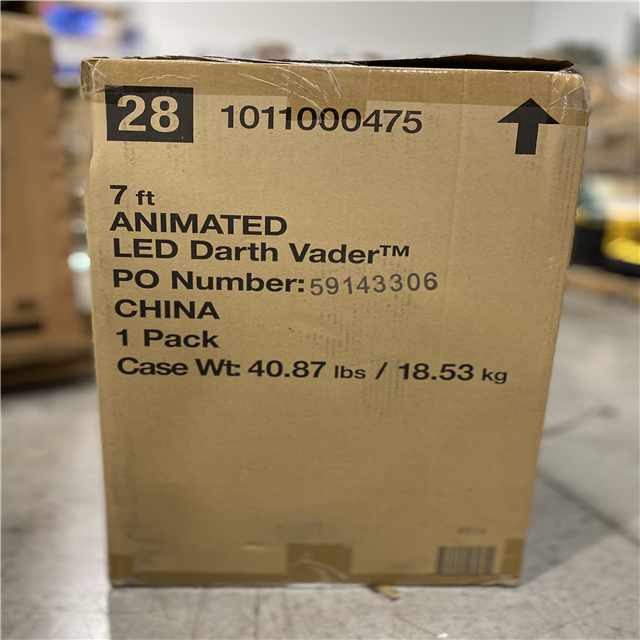 28 1011000475
7 ft
ANIMATED
LED Darth Vader™
PO Number: 59143306
CHINA
1 Pack
Case Wt: 40.87 lbs / 18.53 kg